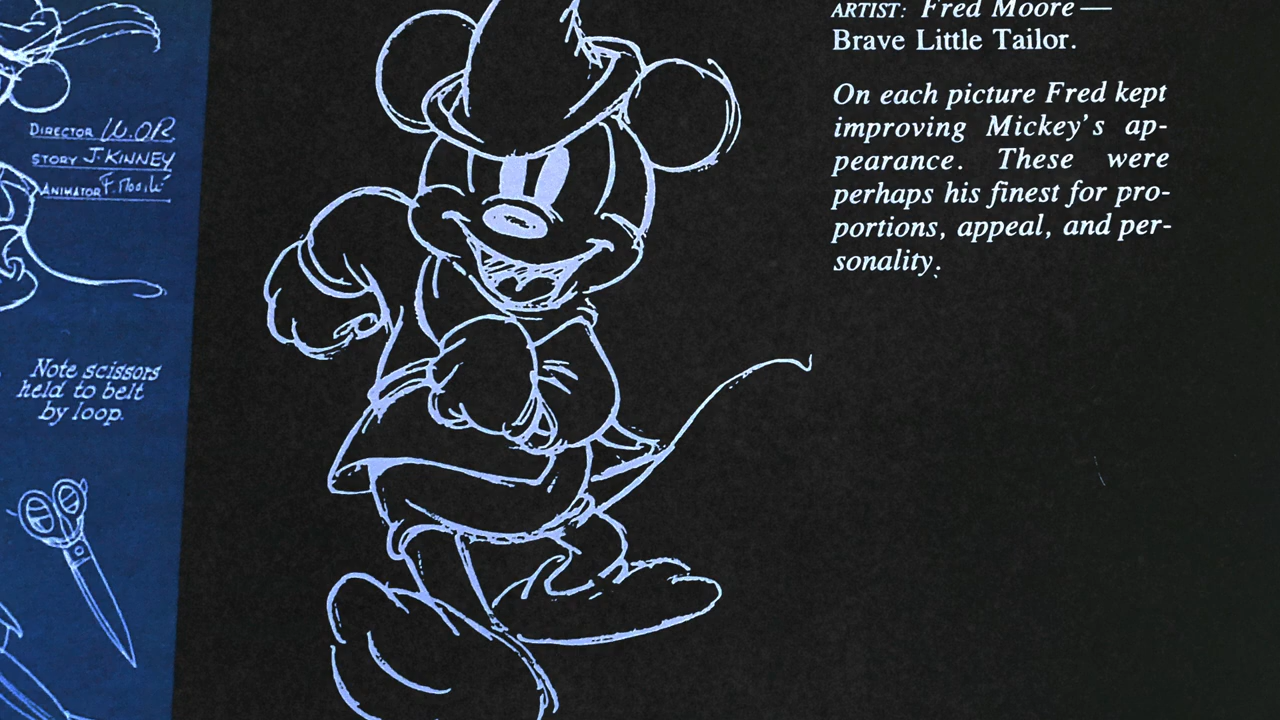 DIRECTOR W.OR
STORY J. KINNEY
ANIMATOR F. Moore
Note scissors
held to belt
by loop.
ARTIST: Fred Moore —
Brave Little Tailor.
On each picture Fred kept
improving Mickey's ap-
pearance. These were
perhaps his finest for pro-
portions, appeal, and per-
sonality.